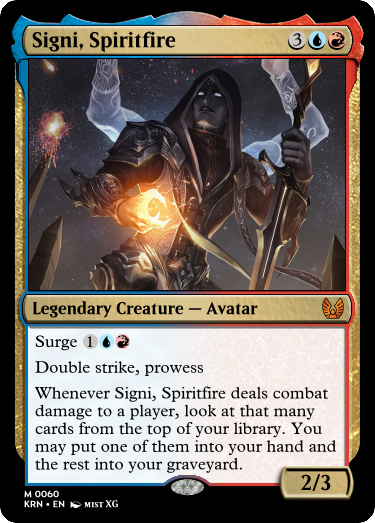 Signi, Spiritfire 3
Legendary Creature — Avatar
Surge 1
Double strike, prowess
Whenever Signi, Spiritfire deals combat
damage to a player, look at that many
cards from the top of your library. You
may put one of them into your hand and
the rest into your graveyard.
2/3
M 0060
KRN • EN MIST XG